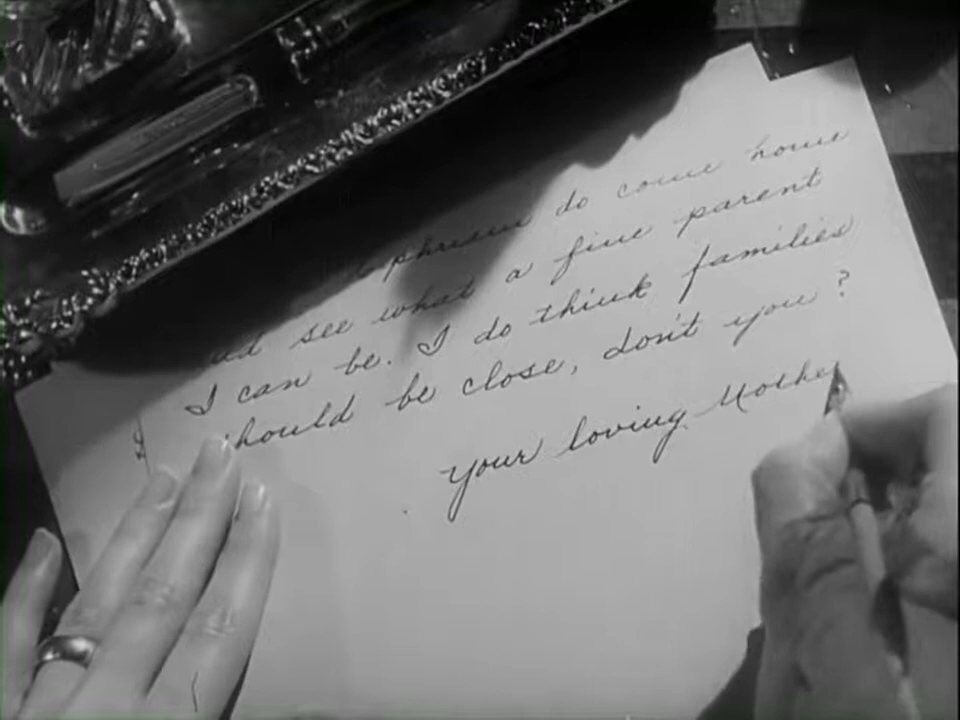 do come home
and see what a fine parent
I can be. I do think families
should be close, don't you?
your loving Mother